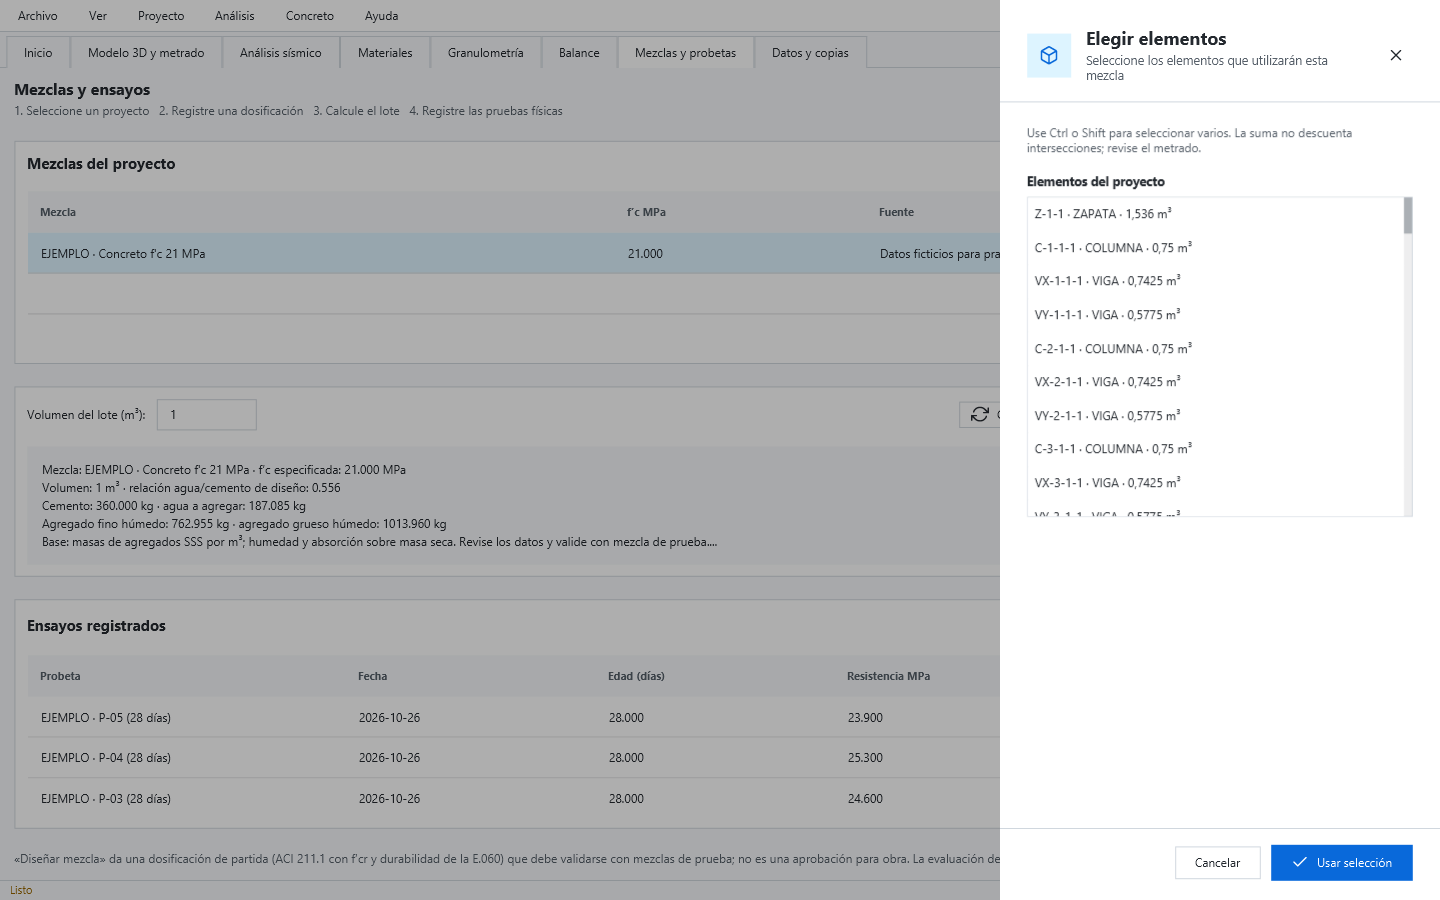 Archivo Ver Proyecto Análisis Concreto Ayuda
Inicio Modelo 3D y metrado Análisis sísmico Materiales Granulometría Balance Mezclas y probetas Datos y copias
Mezclas y ensayos
1. Seleccione un proyecto 2. Registre una dosificación 3. Calcule el lote 4. Registre las pruebas físicas
Mezclas del proyecto
Mezcla f'c MPa Fuente
EJEMPLO · Concreto f'c 21 MPa 21.000 Datos ficticios para pra
Volumen del lote (m³): 1
Mezcla: EJEMPLO · Concreto f'c 21 MPa · f'c especificada: 21.000 MPa
Volumen: 1 m³ · relación agua/cemento de diseño: 0.556
Cemento: 360.000 kg · agua a agregar: 187.085 kg
Agregado fino húmedo: 762.955 kg · agregado grueso húmedo: 1013.960 kg
Base: masas de agregados SSS por m³; humedad y absorción sobre masa seca. Revise los datos y valide con mezcla de prueba....
Ensayos registrados
Probeta Fecha Edad (días) Resistencia MPa
EJEMPLO · P-05 (28 días) 2026-10-26 28.000 23.900
EJEMPLO · P-04 (28 días) 2026-10-26 28.000 25.300
EJEMPLO · P-03 (28 días) 2026-10-26 28.000 24.600
«Diseñar mezcla» da una dosificación de partida (ACI 211.1 con f'cr y durabilidad de la E.060) que debe validarse con mezclas de prueba; no es una aprobación para obra. La evaluación de
Listo
Elegir elementos
Seleccione los elementos que utilizarán esta
mezcla
Use Ctrl o Shift para seleccionar varios. La suma no descuenta
intersecciones; revise el metrado.
Elementos del proyecto
Z-1-1 · ZAPATA · 1,536 m³
C-1-1-1 · COLUMNA · 0,75 m³
VX-1-1-1 · VIGA · 0,7425 m³
VY-1-1-1 · VIGA · 0,5775 m³
C-2-1-1 · COLUMNA · 0,75 m³
VX-2-1-1 · VIGA · 0,7425 m³
VY-2-1-1 · VIGA · 0,5775 m³
C-3-1-1 · COLUMNA · 0,75 m³
VX-3-1-1 · VIGA · 0,7425 m³
VY-3-1-1 · VIGA · 0,5775 m³
Cancelar Usar selección